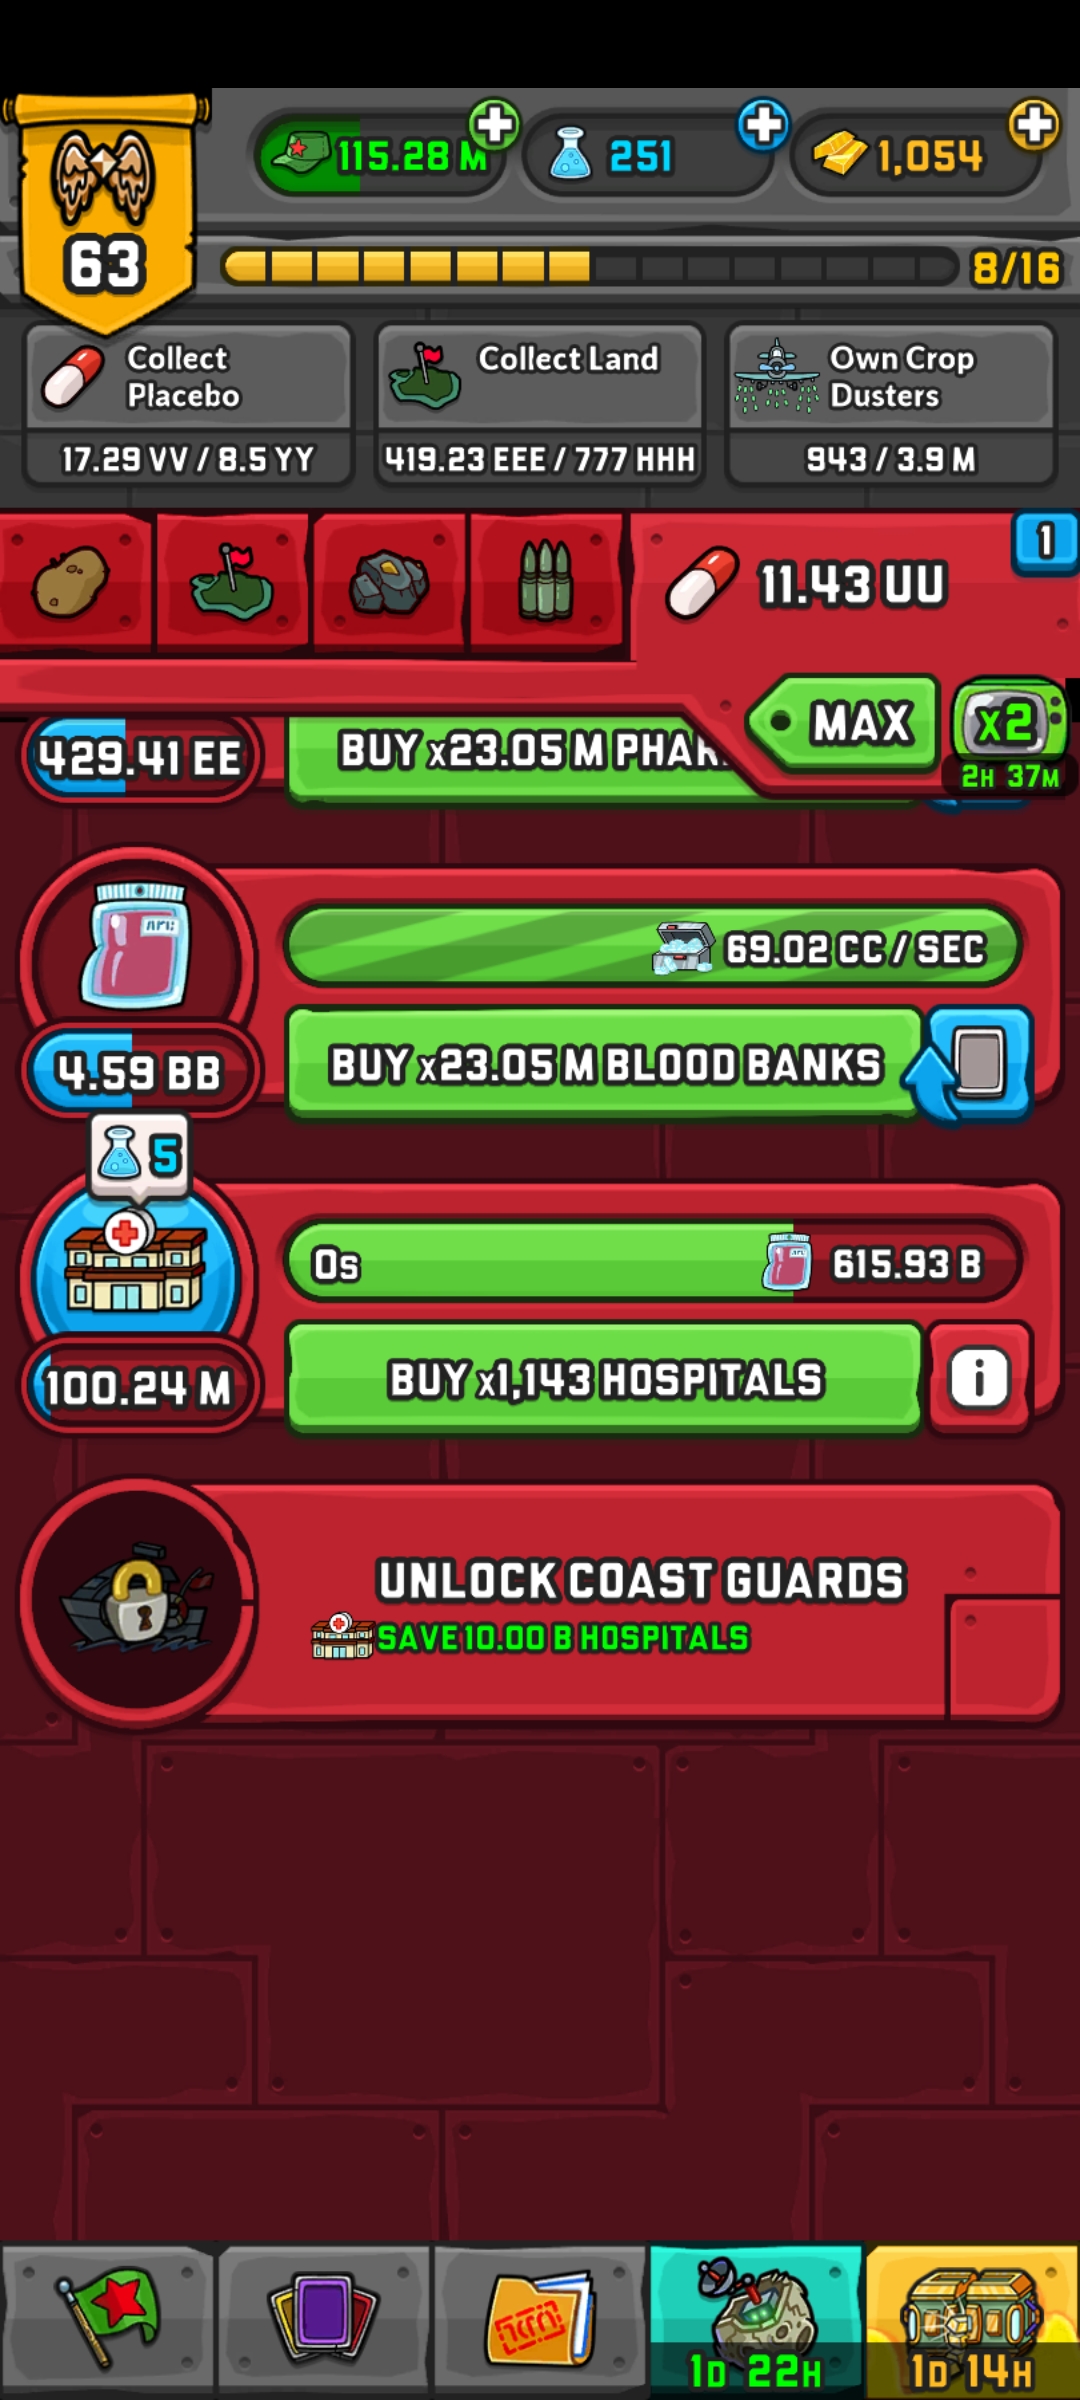 115.28 M
251
1,054
63
8/16
Collect
Placebo
17.29 VV / 8.5 YY
Collect Land
419.23 EEE / 777 HHH
Own Crop
Dusters
943 / 3.9 M
1
11.43 UU
MAX
x2
2H 37M
429.41 EE
BUY x23.05 M PHAR
69.02 CC / SEC
4.59 BB
BUY x23.05 M BLOOD BANKS
5
0s
615.93 B
100.24 M
BUY x1,143 HOSPITALS
i
UNLOCK COAST GUARDS
SAVE 10.00 B HOSPITALS
1D 22H
1D 14H